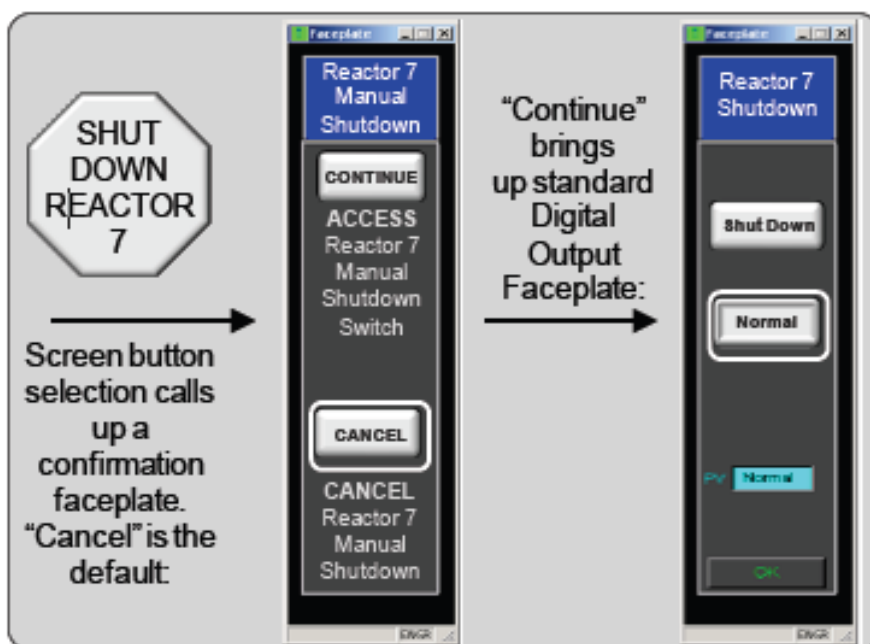 SHUT
DOWN
REACTOR
7
Screen button
selection calls
up a
confirmation
faceplate.
“Cancel” is the
default:
Faceplate
Reactor 7
Manual
Shutdown
CONTINUE
ACCESS
Reactor 7
Manual
Shutdown
Switch
CANCEL
CANCEL
Reactor 7
Manual
Shutdown
ENGR
“Continue”
brings
up standard
Digital
Output
Faceplate:
Faceplate
Reactor 7
Shutdown
Shut Down
Normal
PV Normal
OK
ENGR